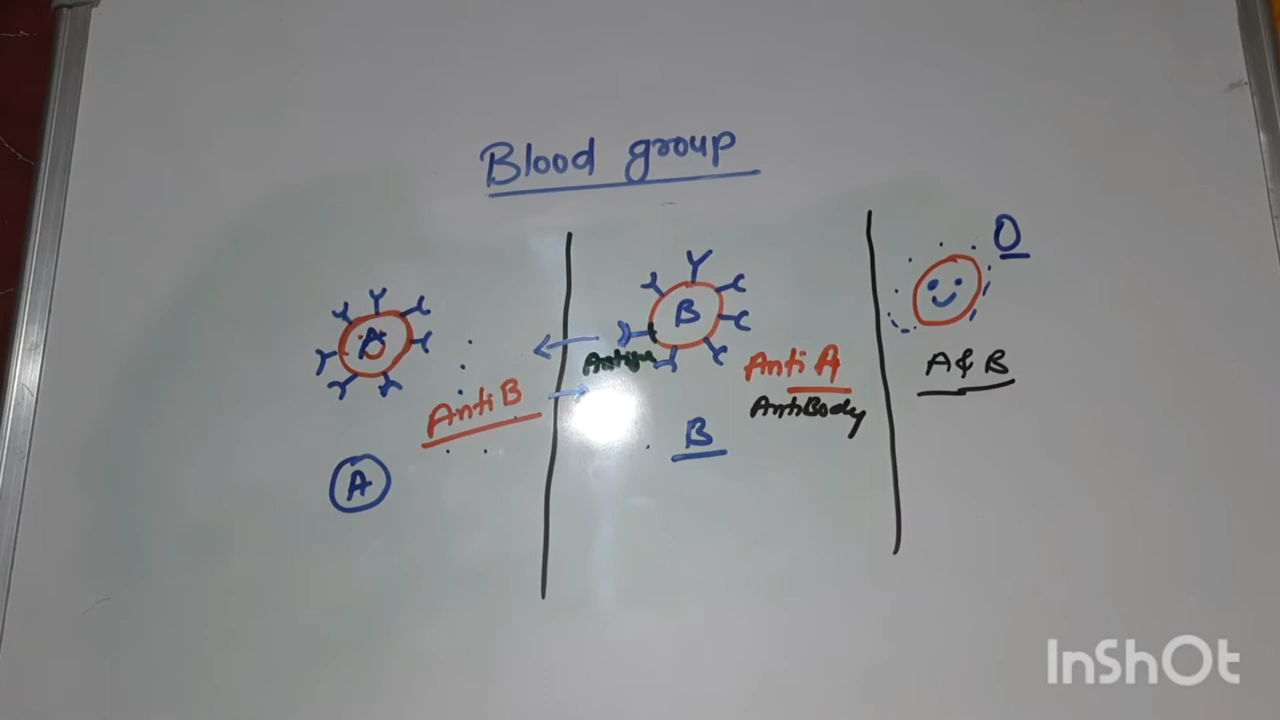 Blood group
A
Anti B
A
B
Antigen
Anti A
AntiBody
B
O
A & B
InShOt